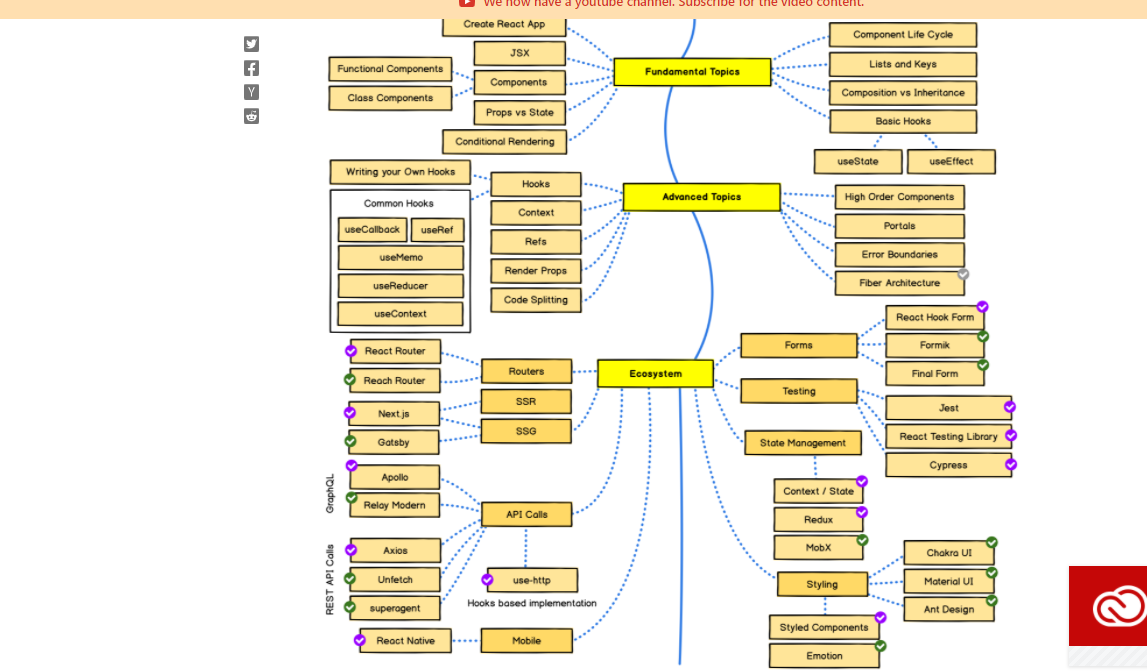 We now have a youtube channel. Subscribe for the video content.
Create React App
JSX
Functional Components
Components
Class Components
Props vs State
Conditional Rendering
Fundamental Topics
Component Life Cycle
Lists and Keys
Composition vs Inheritance
Basic Hooks
useState
useEffect
Writing your Own Hooks
Common Hooks
useCallback
useRef
useMemo
useReducer
useContext
Hooks
Context
Refs
Render Props
Code Splitting
Advanced Topics
High Order Components
Portals
Error Boundaries
Fiber Architecture
React Router
Reach Router
Next.js
Gatsby
Routers
SSR
SSG
Ecosystem
Forms
React Hook Form
Formik
Final Form
Testing
Jest
React Testing Library
Cypress
State Management
Context / State
Redux
MobX
GraphQL
Apollo
Relay Modern
API Calls
REST API Calls
Axios
Unfetch
superagent
use-http
Hooks based implementation
React Native
Mobile
Styling
Chakra UI
Material UI
Ant Design
Styled Components
Emotion